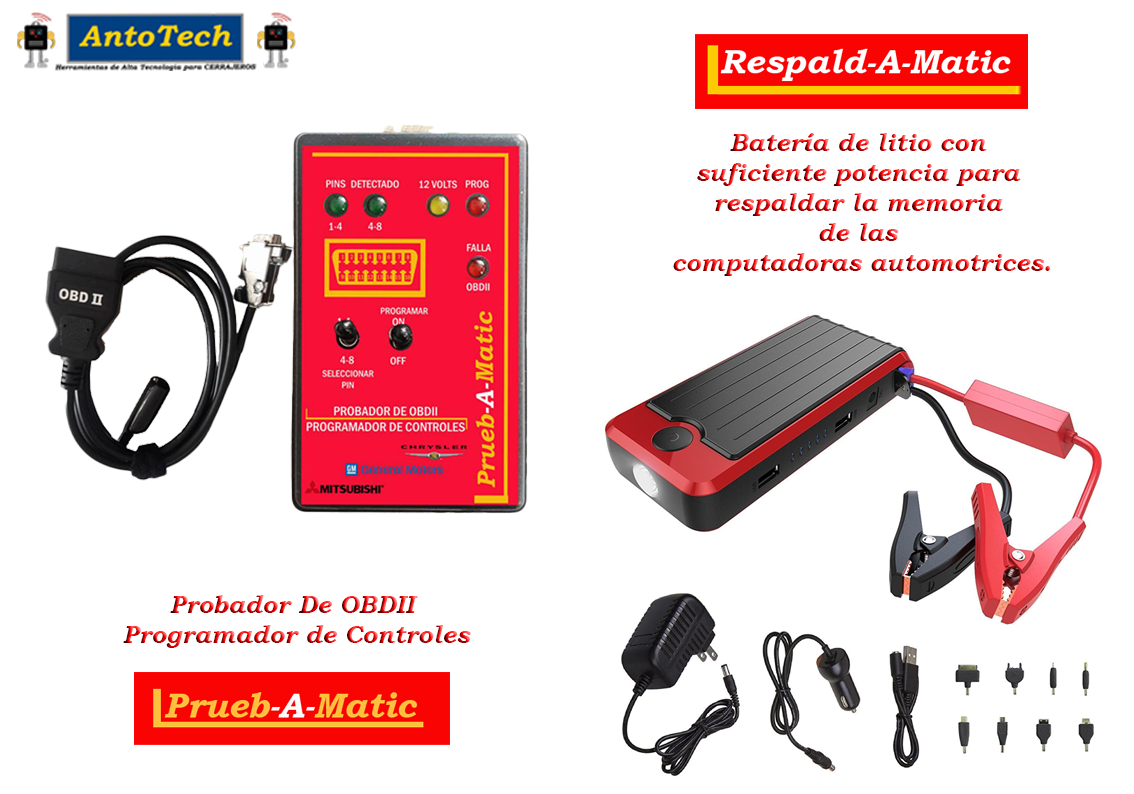 AntoTech
Herramientas de Alta Tecnología para CERRAJEROS
PINS DETECTADO 12 VOLTS PROG
1-4 4-8
FALLA
OBDII
OBD II
PROGRAMAR
ON
OFF
4-8
SELECCIONAR
PIN
PROBADOR DE OBDII
PROGRAMADOR DE CONTROLES
Prueb-A-Matic
CHRYSLER
GM General Motors
MITSUBISHI
Probador De OBDII
Programador de Controles
Prueb-A-Matic
Respald-A-Matic
Batería de litio con
suficiente potencia para
respaldar la memoria
de las
computadoras automotrices.